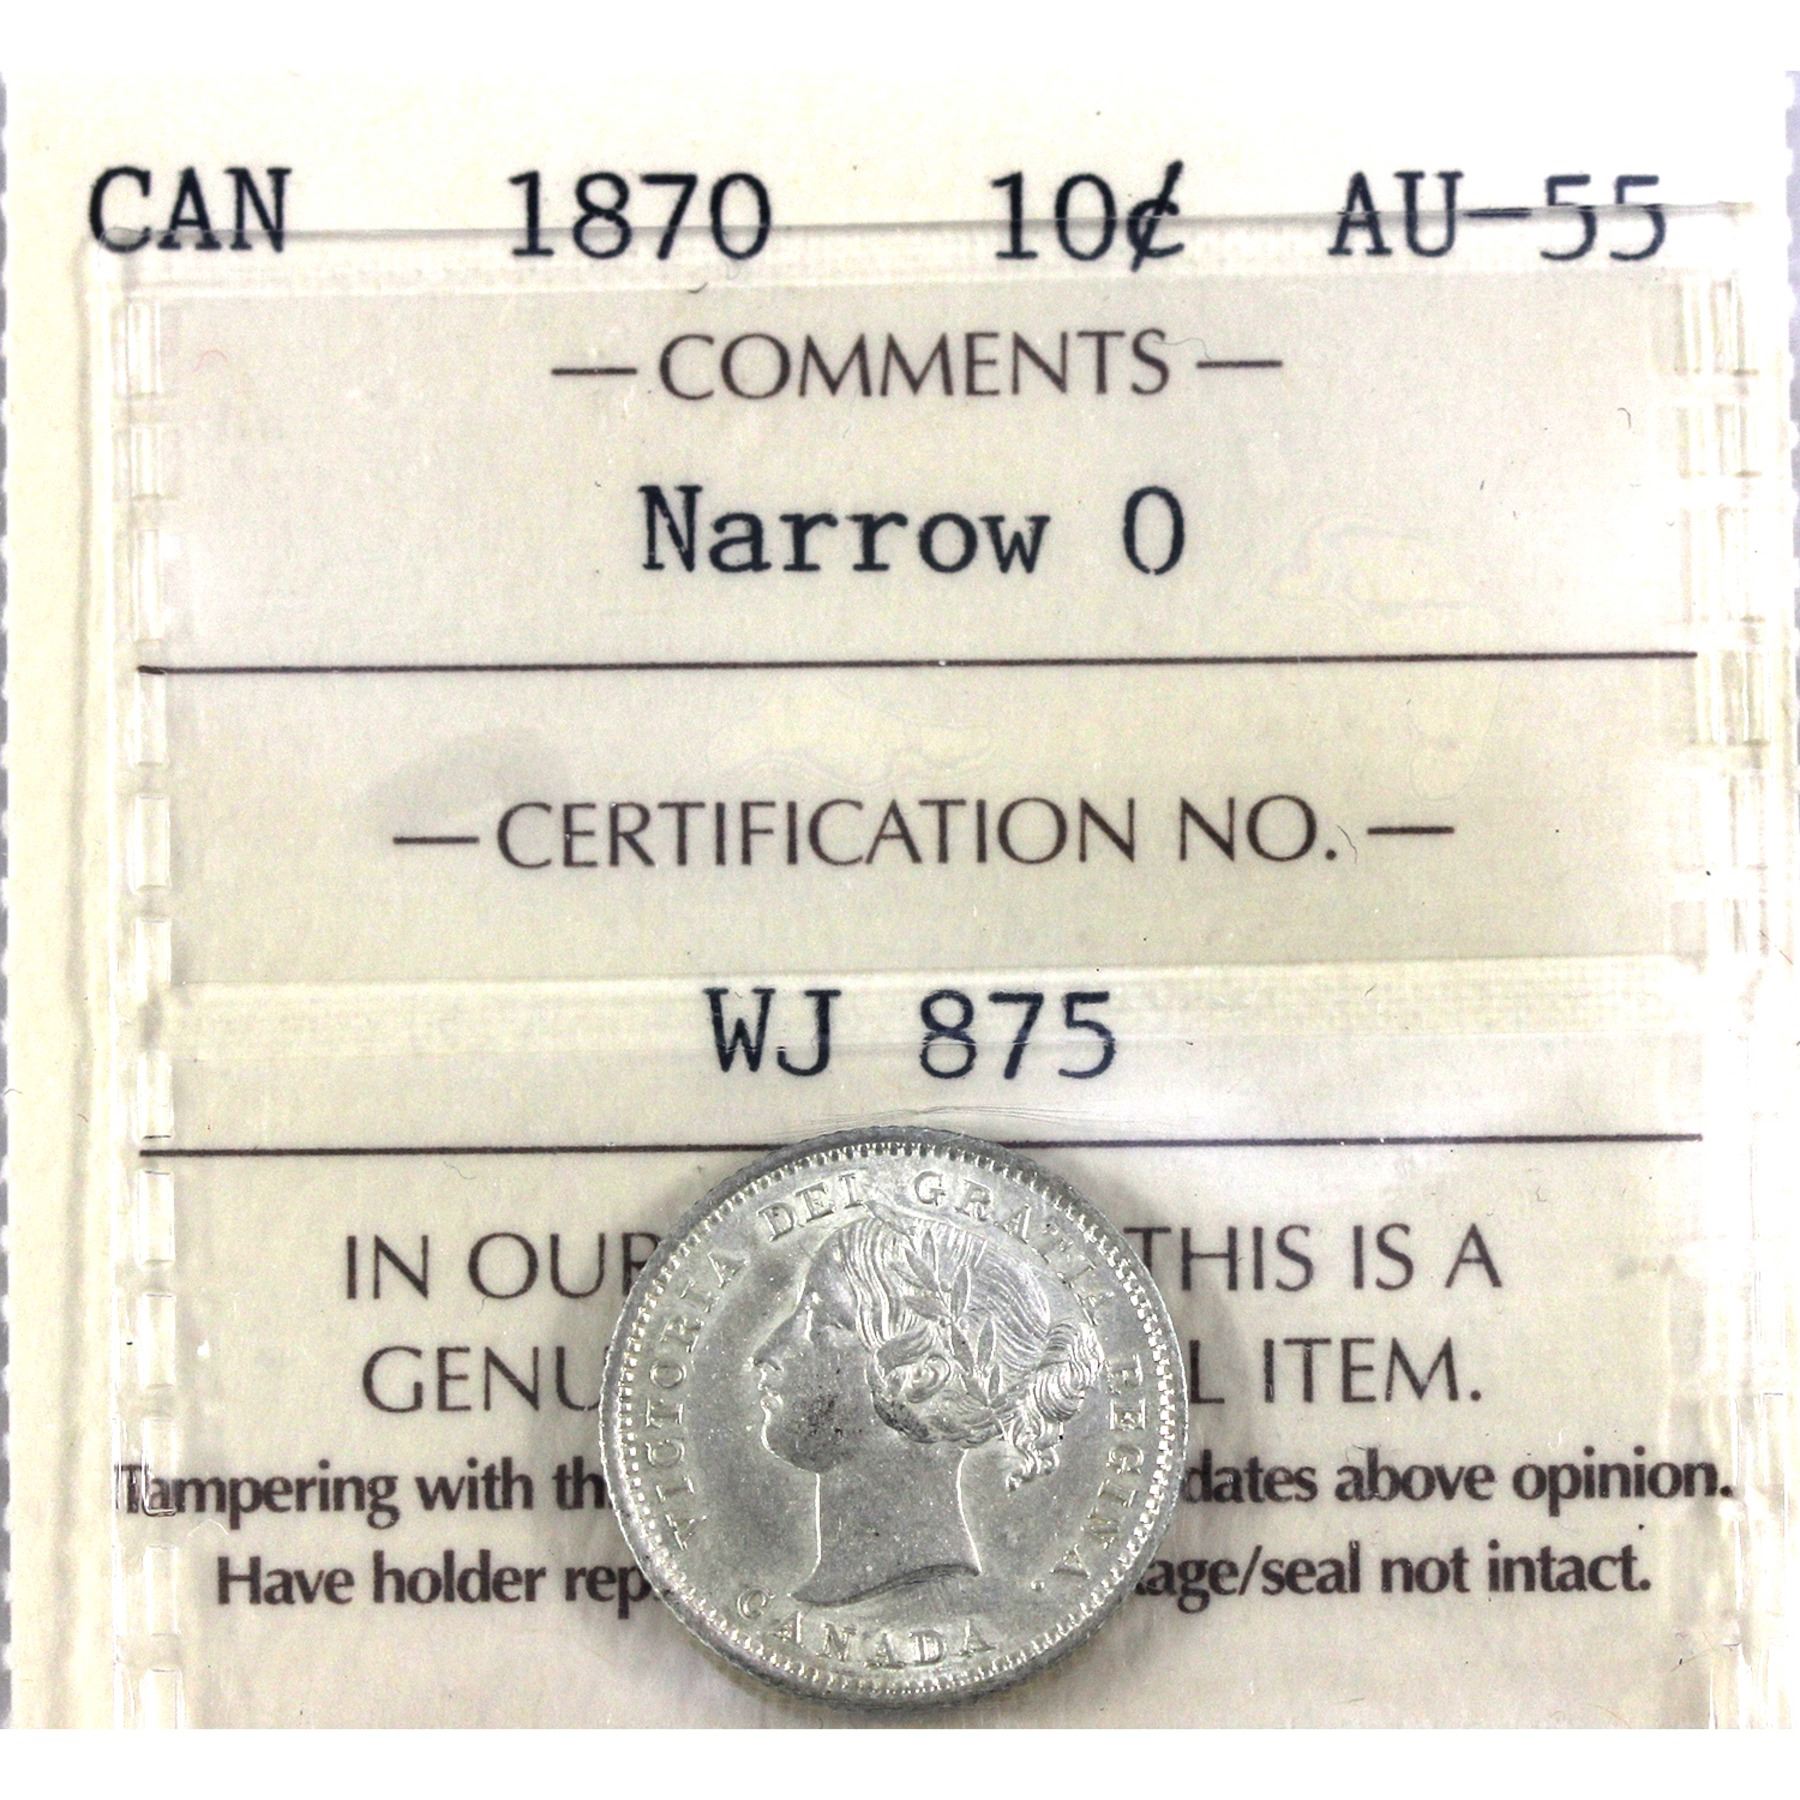 CAN 1870 10¢ AU-55
— COMMENTS —
Narrow 0
— CERTIFICATION NO. —
WJ 875
IN OUR THIS IS A
GENU L ITEM.
Tampering with th dates above opinion.
Have holder rep age/seal not intact.
VICTORIA DEI GRATIA REGINA.
CANADA